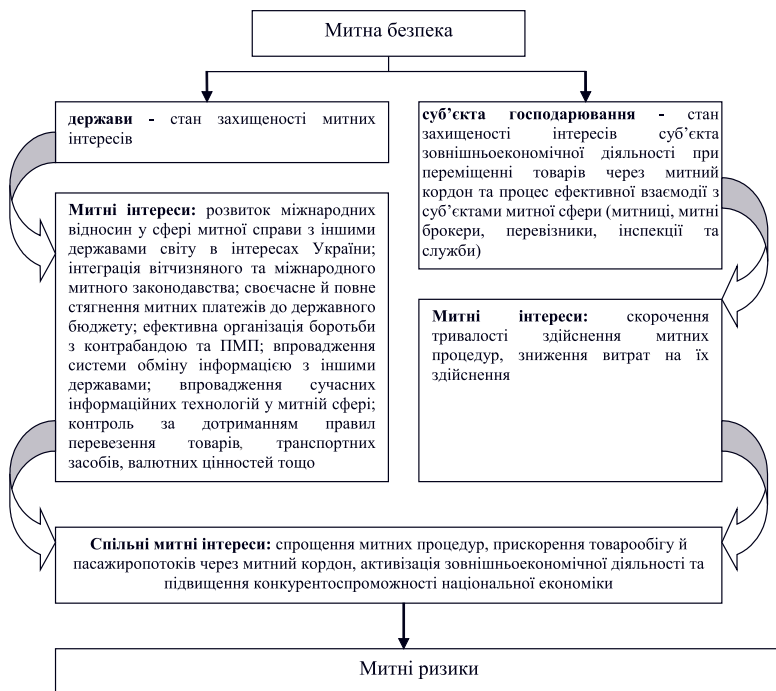 Митна безпека
держави - стан захищеності митних
інтересів
суб’єкта господарювання - стан
захищеності інтересів суб’єкта
зовнішньоекономічної діяльності при
переміщенні товарів через митний
кордон та процес ефективної взаємодії з
суб’єктами митної сфери (митниці, митні
брокери, перевізники, інспекції та
служби)
Митні інтереси: розвиток міжнародних
відносин у сфері митної справи з іншими
державами світу в інтересах України;
інтеграція вітчизняного та міжнародного
митного законодавства; своєчасне й повне
стягнення митних платежів до державного
бюджету; ефективна організація боротьби
з контрабандою та ПМП; впровадження
системи обміну інформацією з іншими
державами; впровадження сучасних
інформаційних технологій у митній сфері;
контроль за дотриманням правил
перевезення товарів, транспортних
засобів, валютних цінностей тощо
Митні інтереси: скорочення
тривалості здійснення митних
процедур, зниження витрат на їх
здійснення
Спільні митні інтереси: спрощення митних процедур, прискорення товарообігу й
пасажиропотоків через митний кордон, активізація зовнішньоекономічної діяльності та
підвищення конкурентоспроможності національної економіки
Митні ризики